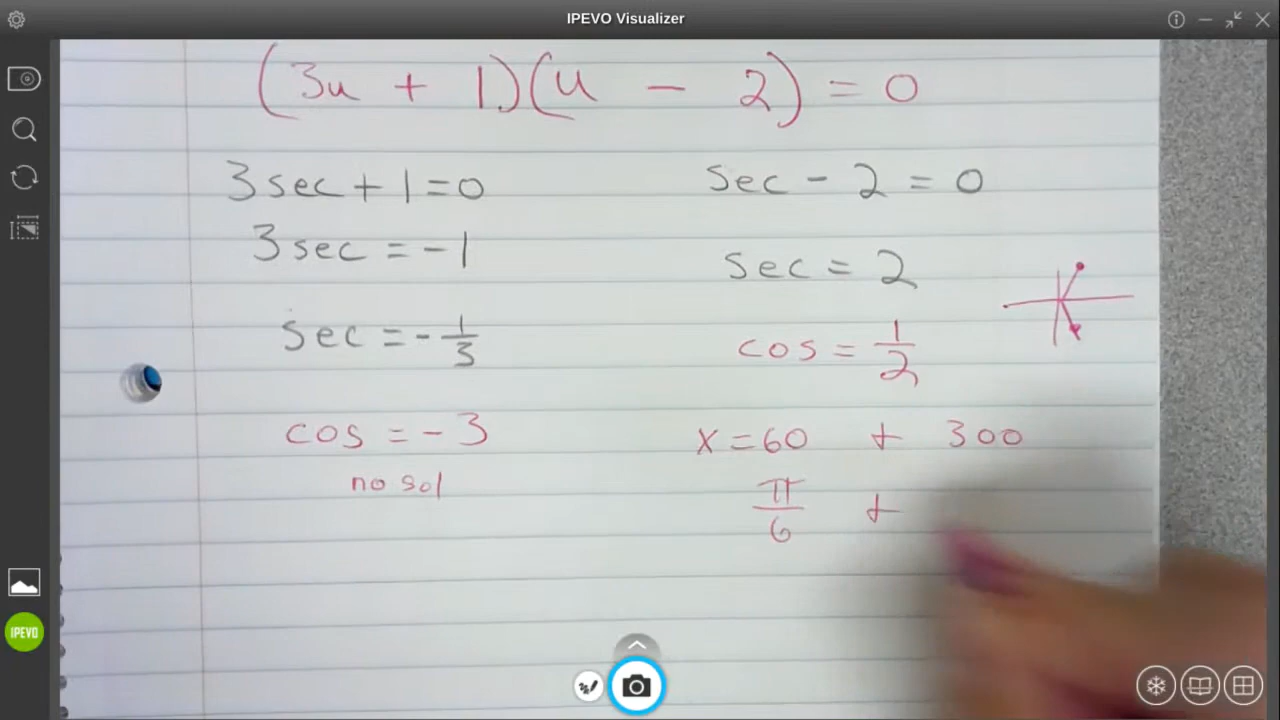 IPEVO Visualizer
(3u + 1)(u - 2) = 0
3sec + 1 = 0
sec - 2 = 0
3sec = -1
sec = 2
sec = - 1/3
cos = 1/2
cos = -3
x = 60 + 300
no sol
π/6 +
IPEVO